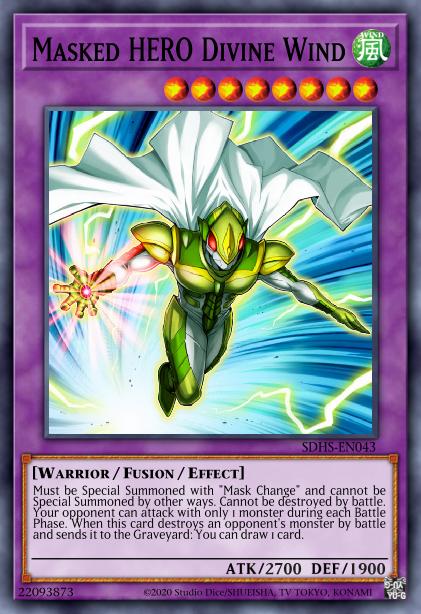 Masked HERO Divine Wind
WIND
風
SDHS-EN043
[Warrior / Fusion / Effect]
Must be Special Summoned with "Mask Change" and cannot be
Special Summoned by other ways. Cannot be destroyed by battle.
Your opponent can attack with only 1 monster during each Battle
Phase. When this card destroys an opponent's monster by battle
and sends it to the Graveyard: You can draw 1 card.
ATK/2700 DEF/1900
22093873
©2020 Studio Dice/SHUEISHA, TV TOKYO, KONAMI